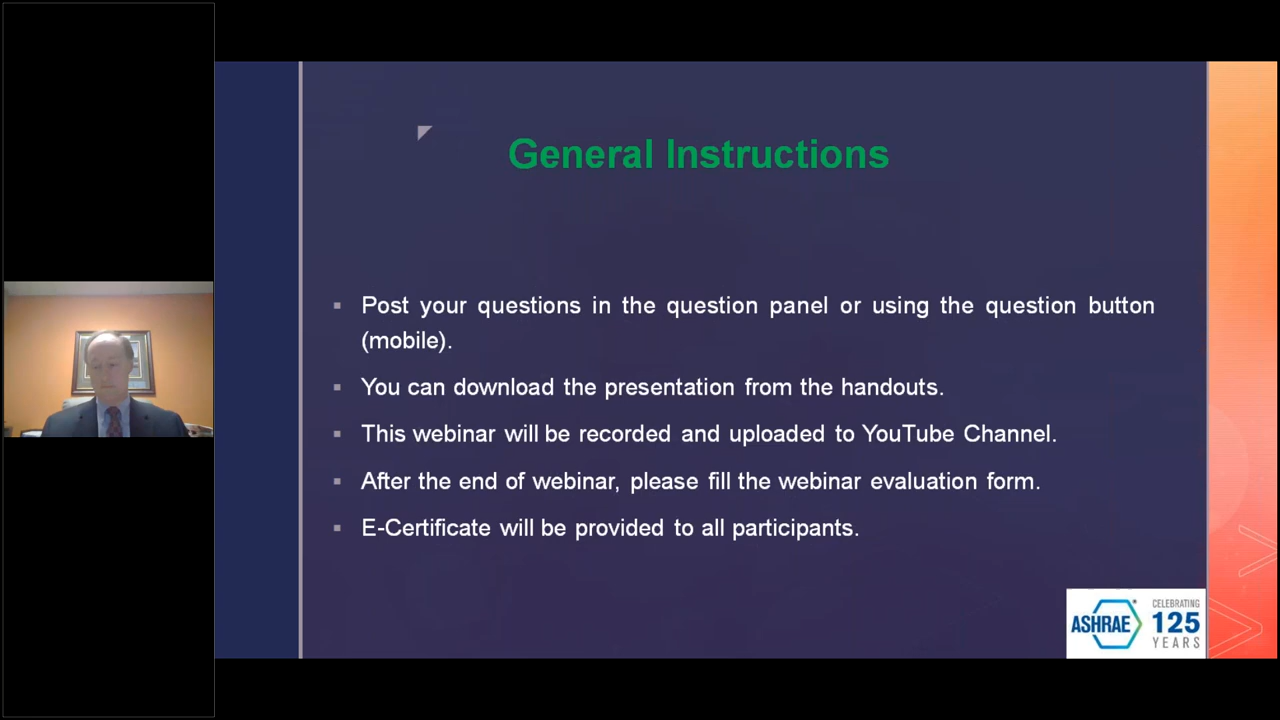 General Instructions
Post your questions in the question panel or using the question button
(mobile).
You can download the presentation from the handouts.
This webinar will be recorded and uploaded to YouTube Channel.
After the end of webinar, please fill the webinar evaluation form.
E-Certificate will be provided to all participants.
ASHRAE
CELEBRATING
125
YEARS